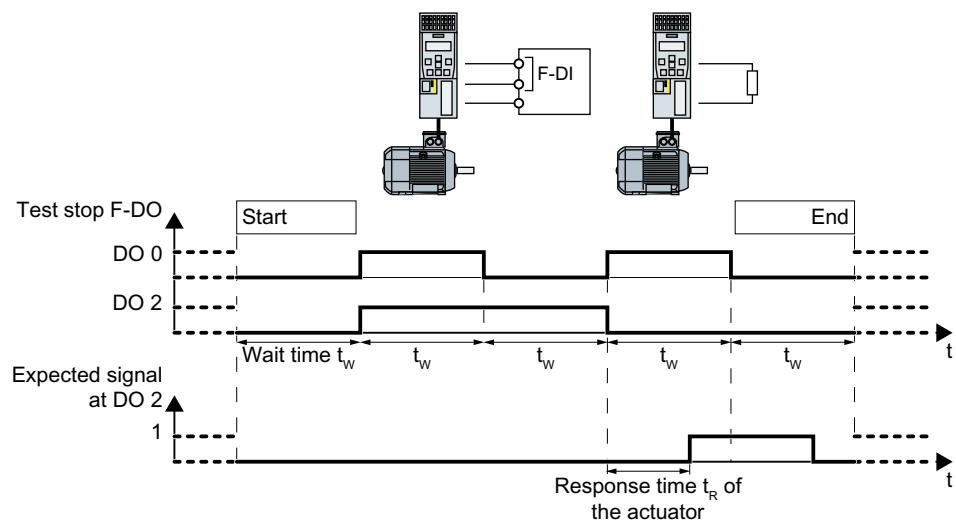 F-DI
Test stop F-DO
Start
End
DO 0
DO 2
t
Wait time tW
tW
tW
tW
tW
Expected signal
at DO 2
1
t
Response time tR of
the actuator